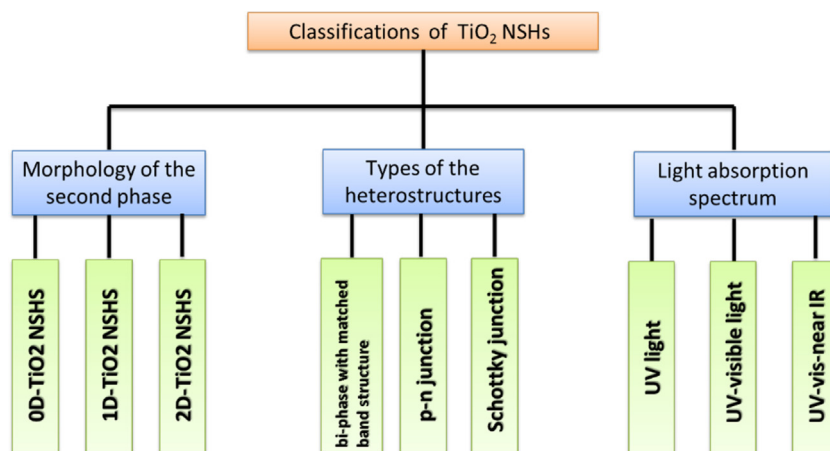 Classifications of TiO₂ NSHs
Morphology of the
second phase
Types of the
heterostructures
Light absorption
spectrum
0D-TiO2 NSHS
1D-TiO2 NSHS
2D-TiO2 NSHS
bi-phase with matched
band structure
p-n junction
Schottky junction
UV light
UV-visible light
UV-vis-near IR